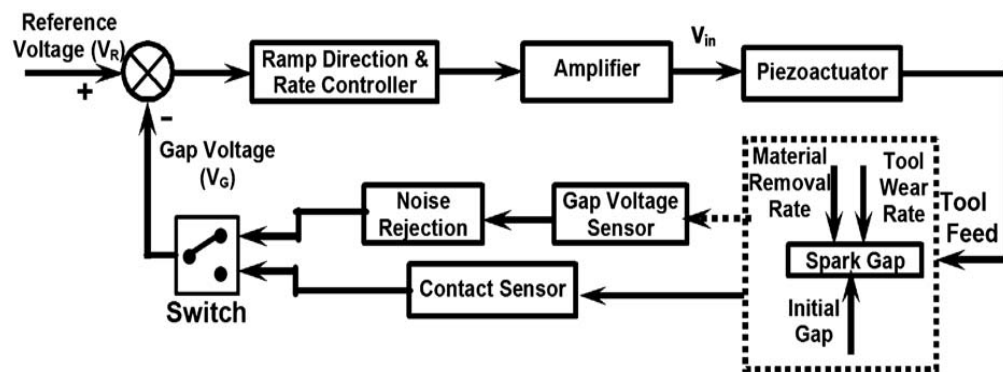 Reference
Voltage (VR)
+
-
Ramp Direction &
Rate Controller
Amplifier
Vin
Piezoactuator
Gap Voltage
(VG)
Noise
Rejection
Gap Voltage
Sensor
Material
Removal
Rate
Tool
Wear
Rate
Tool
Feed
Spark Gap
Initial
Gap
Contact Sensor
Switch